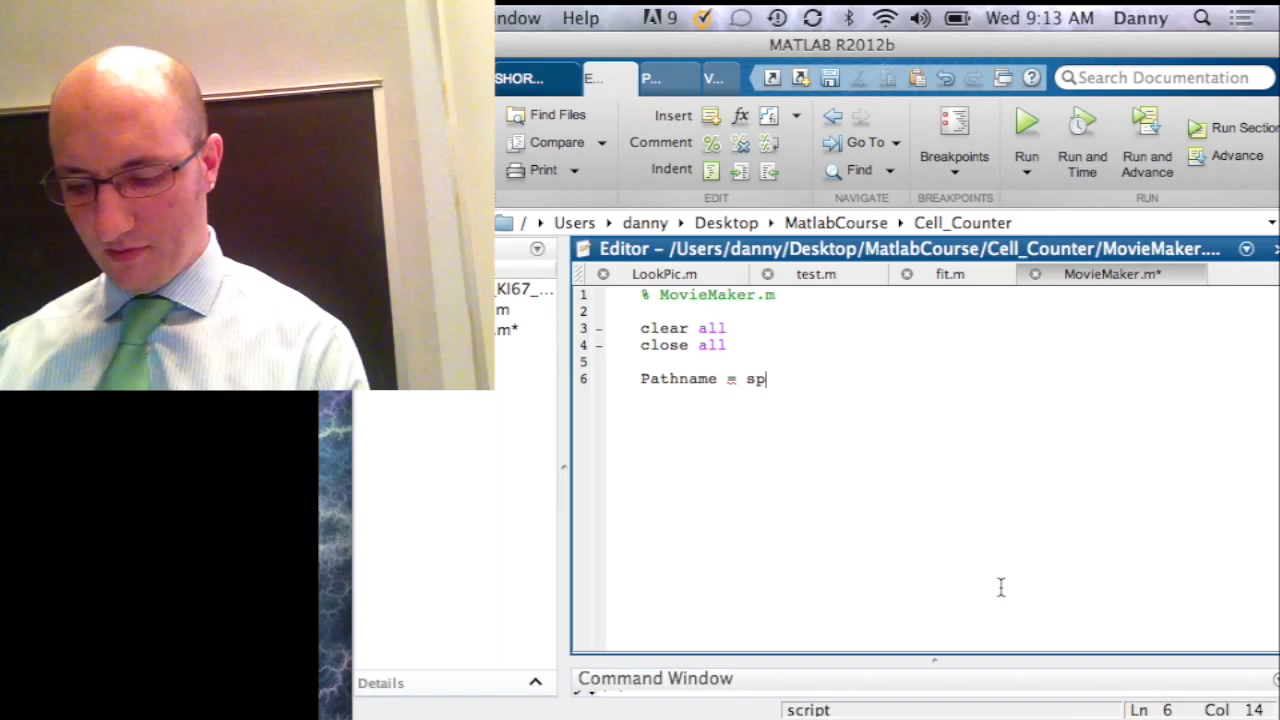 indow Help 9 Wed 9:13 AM Danny
MATLAB R2012b
SHOR... E... P... V... Search Documentation
Find Files Insert fx Run Section
Compare Comment Go To Breakpoints Run Run and Time Run and Advance Advance
Print Indent Find
EDIT NAVIGATE BREAKPOINTS RUN
/ Users danny Desktop MatlabCourse Cell_Counter
Editor – /Users/danny/Desktop/MatlabCourse/Cell_Counter/MovieMaker....
LookPic.m test.m fit.m MovieMaker.m*
_KI67_...
m
.m*
1 % MovieMaker.m
2
3 – clear all
4 – close all
5
6 Pathname = sp
Details
Command Window
script Ln 6 Col 14